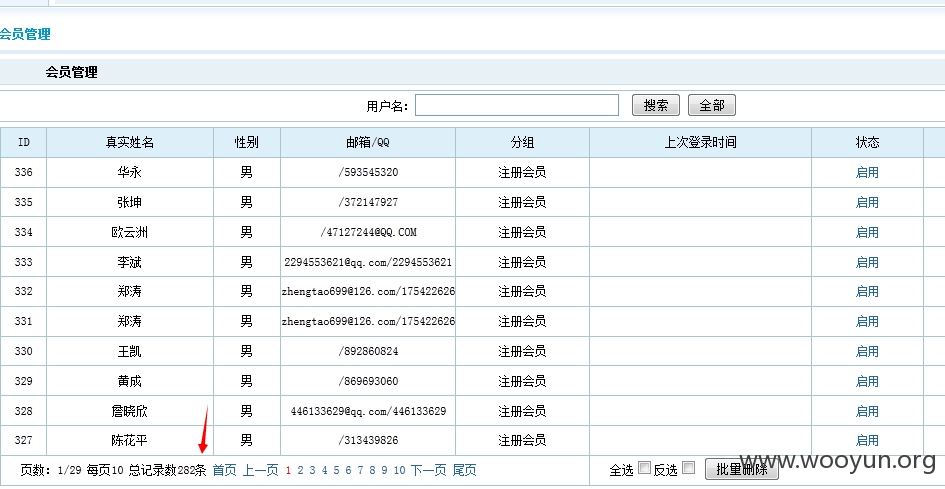 会员管理
会员管理
用户名: 搜索 全部
ID 真实姓名 性别 邮箱/QQ 分组 上次登录时间 状态
336 华永 男 /593545320 注册会员 启用
335 张坤 男 /372147927 注册会员 启用
334 欧云洲 男 /47127244@QQ.COM 注册会员 启用
333 李斌 男 2294553621@qq.com/2294553621 注册会员 启用
332 郑涛 男 zhengtao699@126.com/175422626 注册会员 启用
331 郑涛 男 zhengtao699@126.com/175422626 注册会员 启用
330 王凯 男 /892860824 注册会员 启用
329 黄成 男 /869693060 注册会员 启用
328 詹晓欣 男 446133629@qq.com/446133629 注册会员 启用
327 陈花平 男 /313439826 注册会员 启用
页数: 1/29 每页10 总记录数282条 首页 上一页 1 2 3 4 5 6 7 8 9 10 下一页 尾页 全选 反选 批量删除
www.wooyun.org